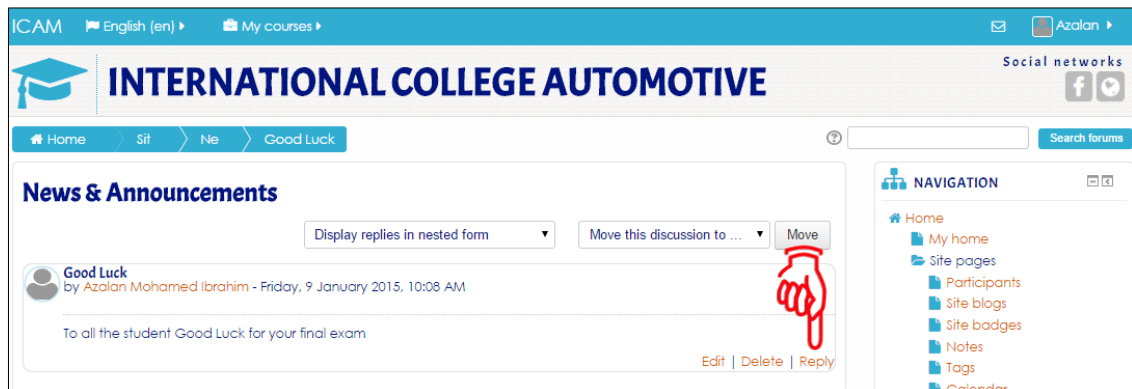 ICAM English (en) My courses Azalan
INTERNATIONAL COLLEGE AUTOMOTIVE
Social networks
Home Sit Ne Good Luck
Search forums
News & Announcements
Display replies in nested form Move this discussion to ... Move
Good Luck
by Azalan Mohamed Ibrahim - Friday, 9 January 2015, 10:08 AM
To all the student Good Luck for your final exam
Edit | Delete | Reply
NAVIGATION
Home
My home
Site pages
Participants
Site blogs
Site badges
Notes
Tags
Calendar